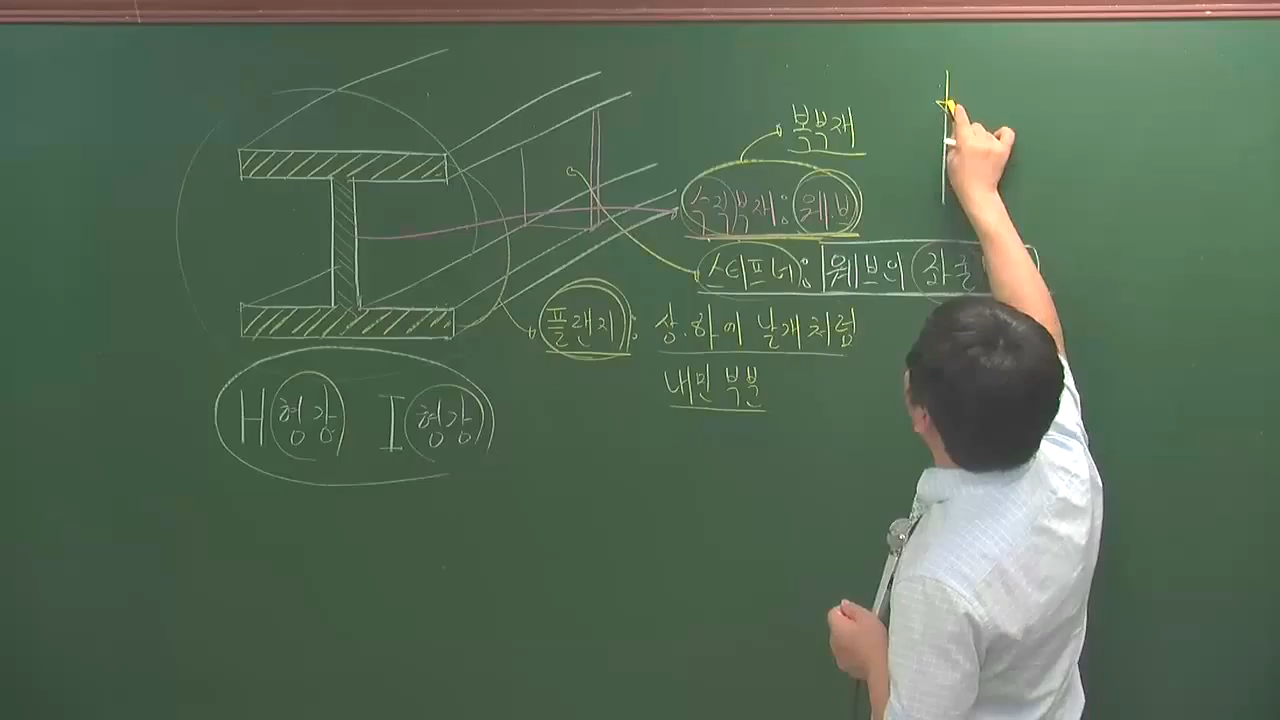 복부재
수직부재: 웨브
스티프너: 웨브의 좌굴
플랜지: 상.하에 날개처럼
내민 부분
H형강 I형강